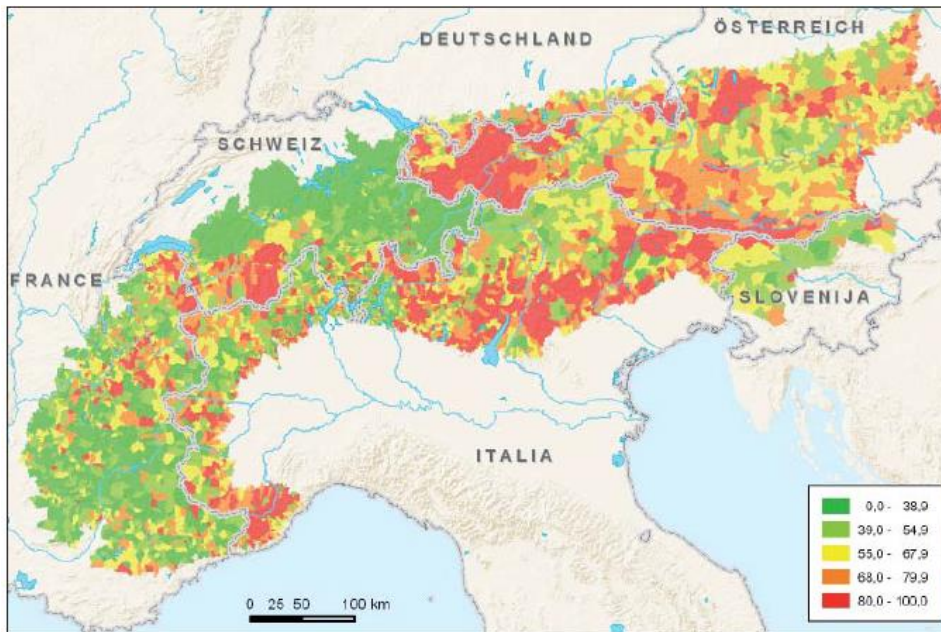 ÖSTERREICH
DEUTSCHLAND
SCHWEIZ
FRANCE
SLOVENIJA
ITALIA
0 25 50 100 km
0,0 - 38,9
39,0 - 54,9
55,0 - 67,9
68,0 - 79,9
80,0 - 100,0